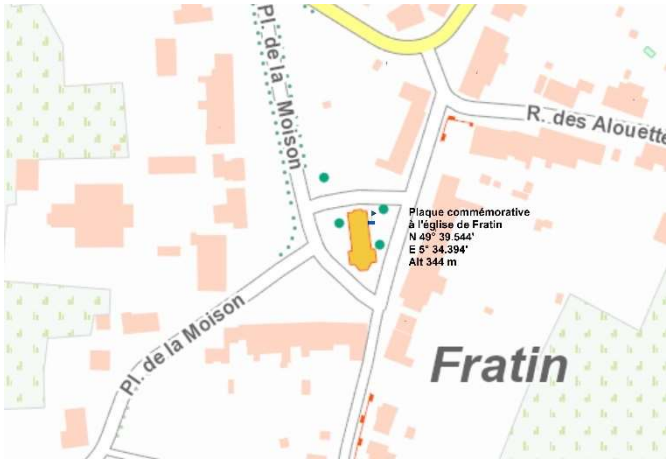 Pl. de la Moison
R. des Alouette
Plaque commémorative
à l'église de Fratin
N 49° 39.544'
E 5° 34.394'
Alt 344 m
Pl. de la Moison
Fratin